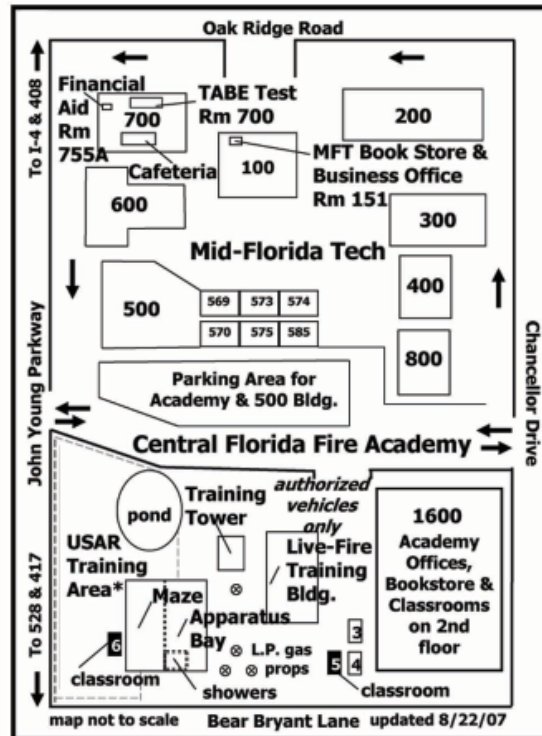 Oak Ridge Road
To I-4 & 408
Financial
Aid
Rm
755A
TABE Test
Rm 700
700
Cafeteria
200
100
MFT Book Store &
Business Office
Rm 151
600
300
Mid-Florida Tech
500
569 573 574
570 575 585
400
800
John Young Parkway
Chancellor Drive
Parking Area for
Academy & 500 Bldg.
Central Florida Fire Academy
authorized
vehicles
only
pond
Training
Tower
Live-Fire
Training
Bldg.
1600
Academy
Offices,
Bookstore &
Classrooms
on 2nd
floor
USAR
Training
Area*
Maze
Apparatus
Bay
To 528 & 417
6
classroom
showers
L.P. gas
props
3
5 4
classroom
map not to scale Bear Bryant Lane updated 8/22/07